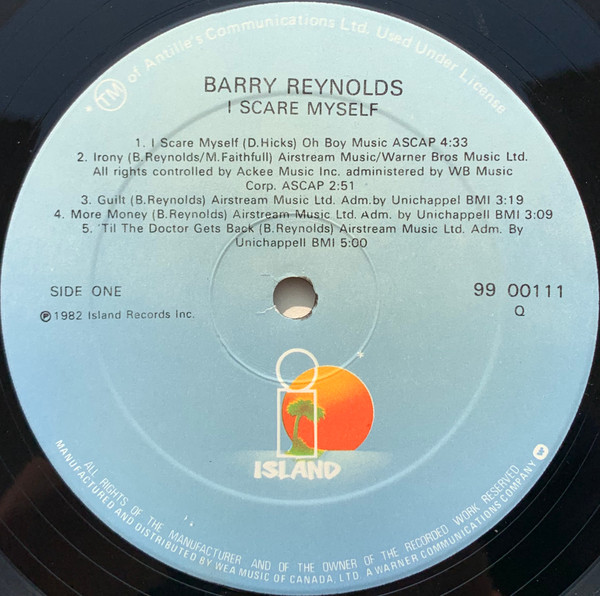 TM of Antille's Communications Ltd. Used Under License
BARRY REYNOLDS
I SCARE MYSELF
1. I Scare Myself (D.Hicks) Oh Boy Music ASCAP 4:33
2. Irony (B.Reynolds/M.Faithfull) Airstream Music/Warner Bros Music Ltd.
All rights controlled by Ackee Music Inc. administered by WB Music
Corp. ASCAP 2:51
3. Guilt (B.Reynolds) Airstream Music Ltd. Adm.by Unichappel BMI 3:19
4. More Money (B.Reynolds) Airstream Music Ltd. Adm. by Unichappell BMI 3:09
5. 'Til The Doctor Gets Back (B.Reynolds) Airstream Music Ltd. Adm. By
Unichappell BMI 5:00
SIDE ONE
99 00111
Q
℗ 1982 Island Records Inc.
i
ISLAND
ALL RIGHTS OF THE MANUFACTURER AND OF THE OWNER OF THE RECORDED WORK RESERVED
MANUFACTURED AND DISTRIBUTED BY WEA MUSIC OF CANADA, LTD. A WARNER COMMUNICATIONS COMPANY